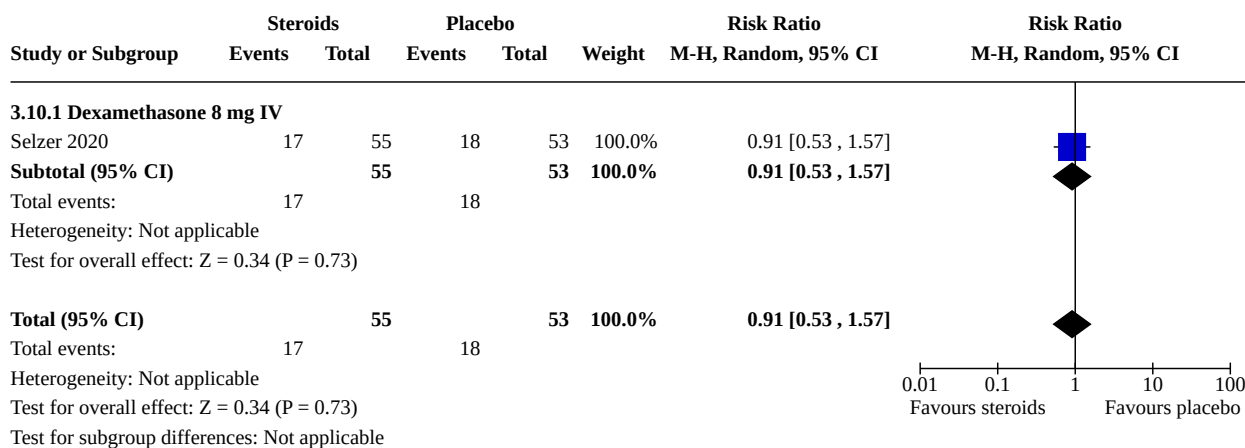 Steroids Placebo Risk Ratio Risk Ratio
Study or Subgroup Events Total Events Total Weight M-H, Random, 95% CI M-H, Random, 95% CI
3.10.1 Dexamethasone 8 mg IV
Selzer 2020 17 55 18 53 100.0% 0.91 [0.53 , 1.57]
Subtotal (95% CI) 55 53 100.0% 0.91 [0.53 , 1.57]
Total events: 17 18
Heterogeneity: Not applicable
Test for overall effect: Z = 0.34 (P = 0.73)
Total (95% CI) 55 53 100.0% 0.91 [0.53 , 1.57]
Total events: 17 18
Heterogeneity: Not applicable
0.01 0.1 1 10 100
Test for overall effect: Z = 0.34 (P = 0.73) Favours steroids Favours placebo
Test for subgroup differences: Not applicable